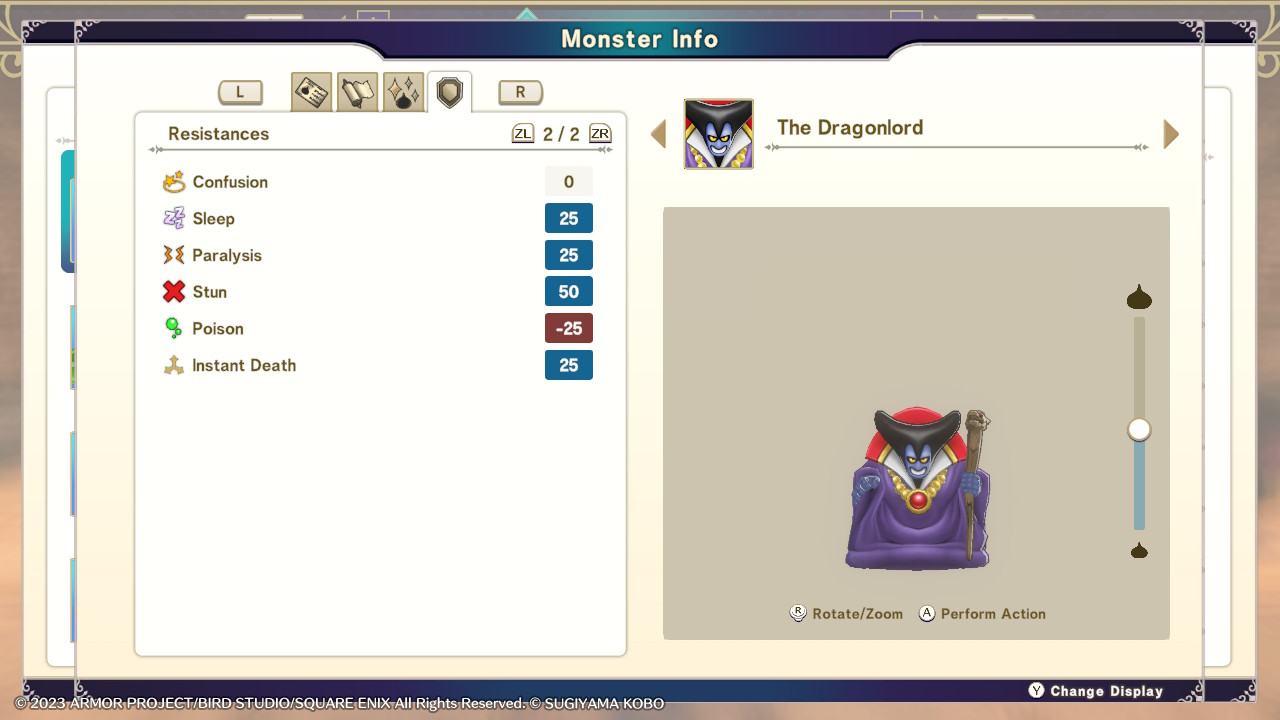 Monster Info
L
R
Resistances
ZL 2 / 2 ZR
The Dragonlord
Confusion 0
Sleep 25
Paralysis 25
Stun 50
Poison -25
Instant Death 25
R Rotate/Zoom A Perform Action
Y Change Display
© 2023 ARMOR PROJECT/BIRD STUDIO/SQUARE ENIX All Rights Reserved. © SUGIYAMA KOBO